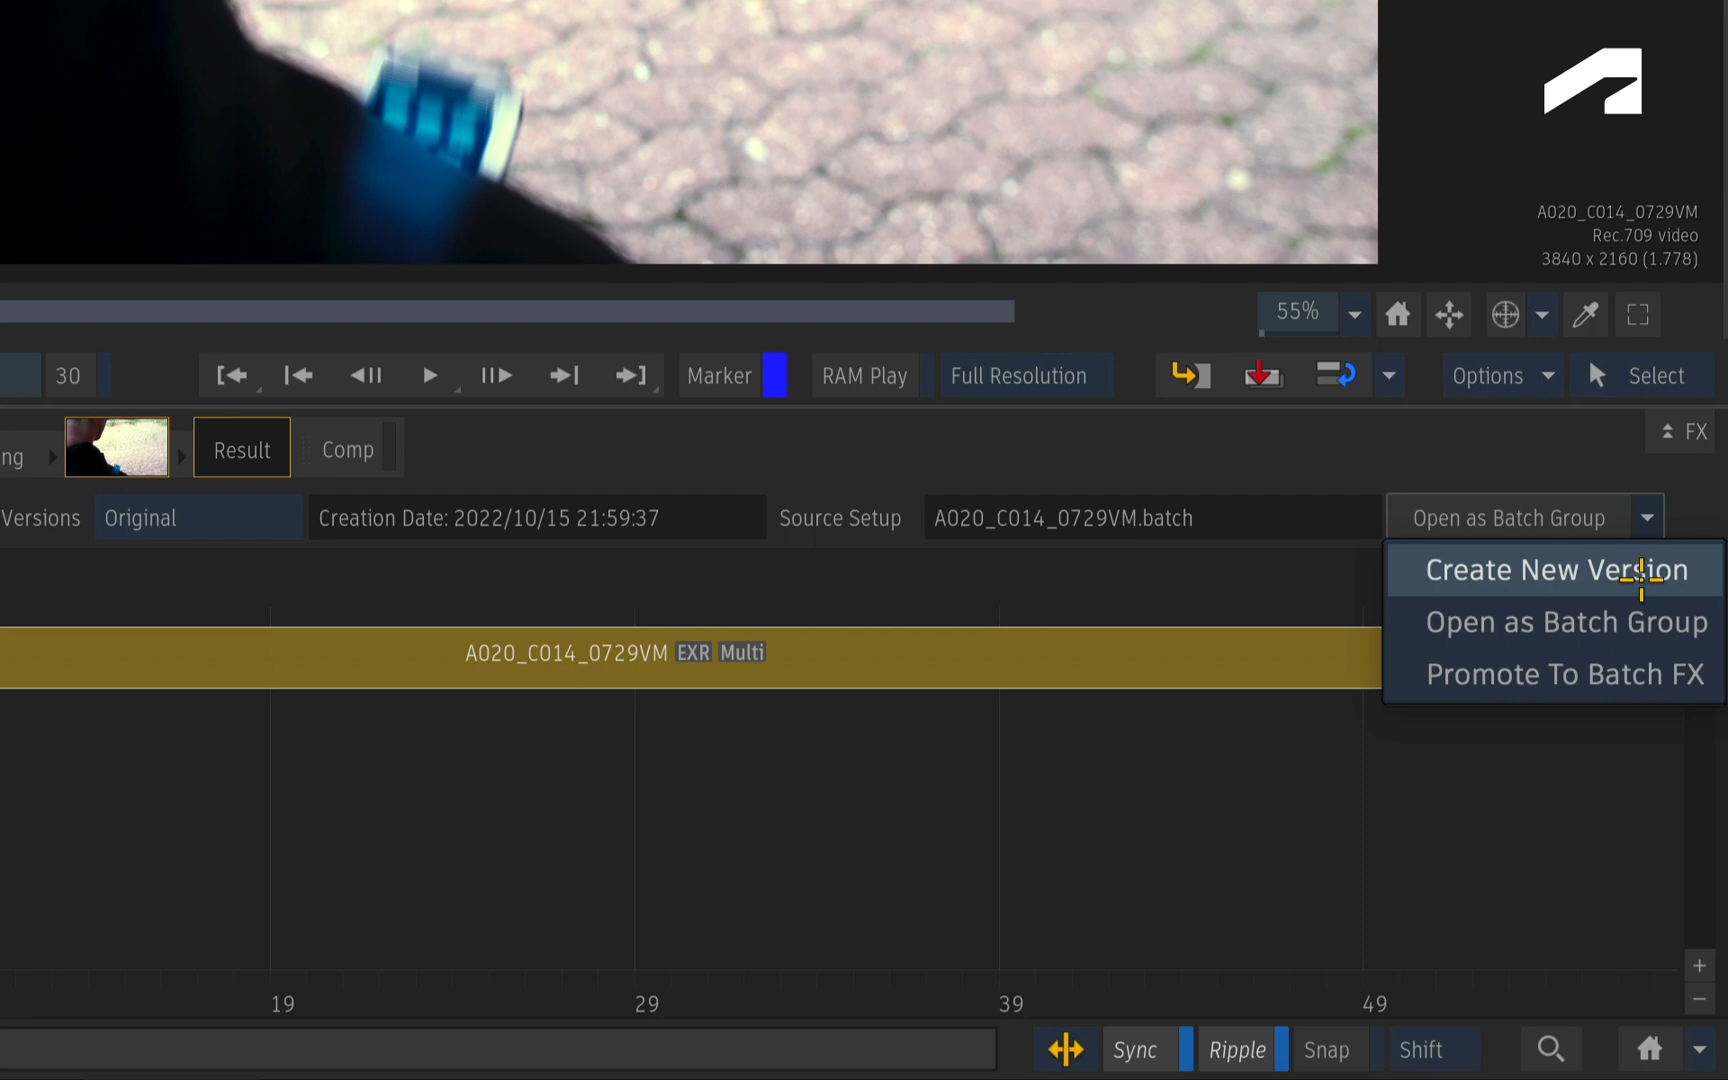 A020_C014_0729VM
Rec.709 video
3840 x 2160 (1.778)
55%
30 Marker RAM Play Full Resolution Options Select
ng Result Comp FX
Versions Original Creation Date: 2022/10/15 21:59:37 Source Setup A020_C014_0729VM.batch Open as Batch Group
Create New Version
Open as Batch Group
Promote To Batch FX
A020_C014_0729VM EXR Multi
19 29 39 49
Sync Ripple Snap Shift